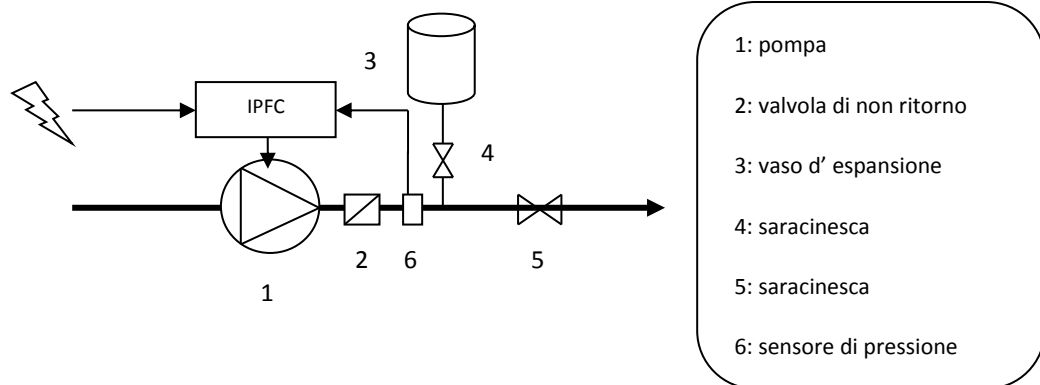 3
IPFC
4
2
6
5
1
1: pompa
2: valvola di non ritorno
3: vaso d' espansione
4: saracinesca
5: saracinesca
6: sensore di pressione